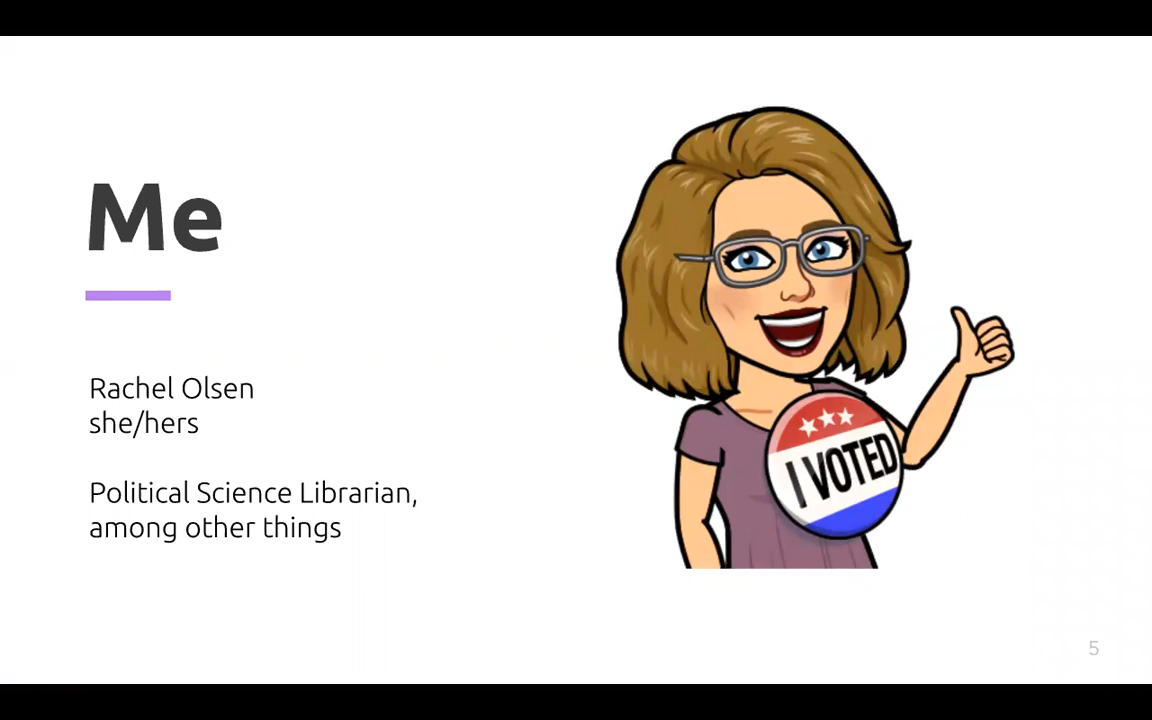 Me
Rachel Olsen
she/hers
Political Science Librarian,
among other things
I VOTED
5